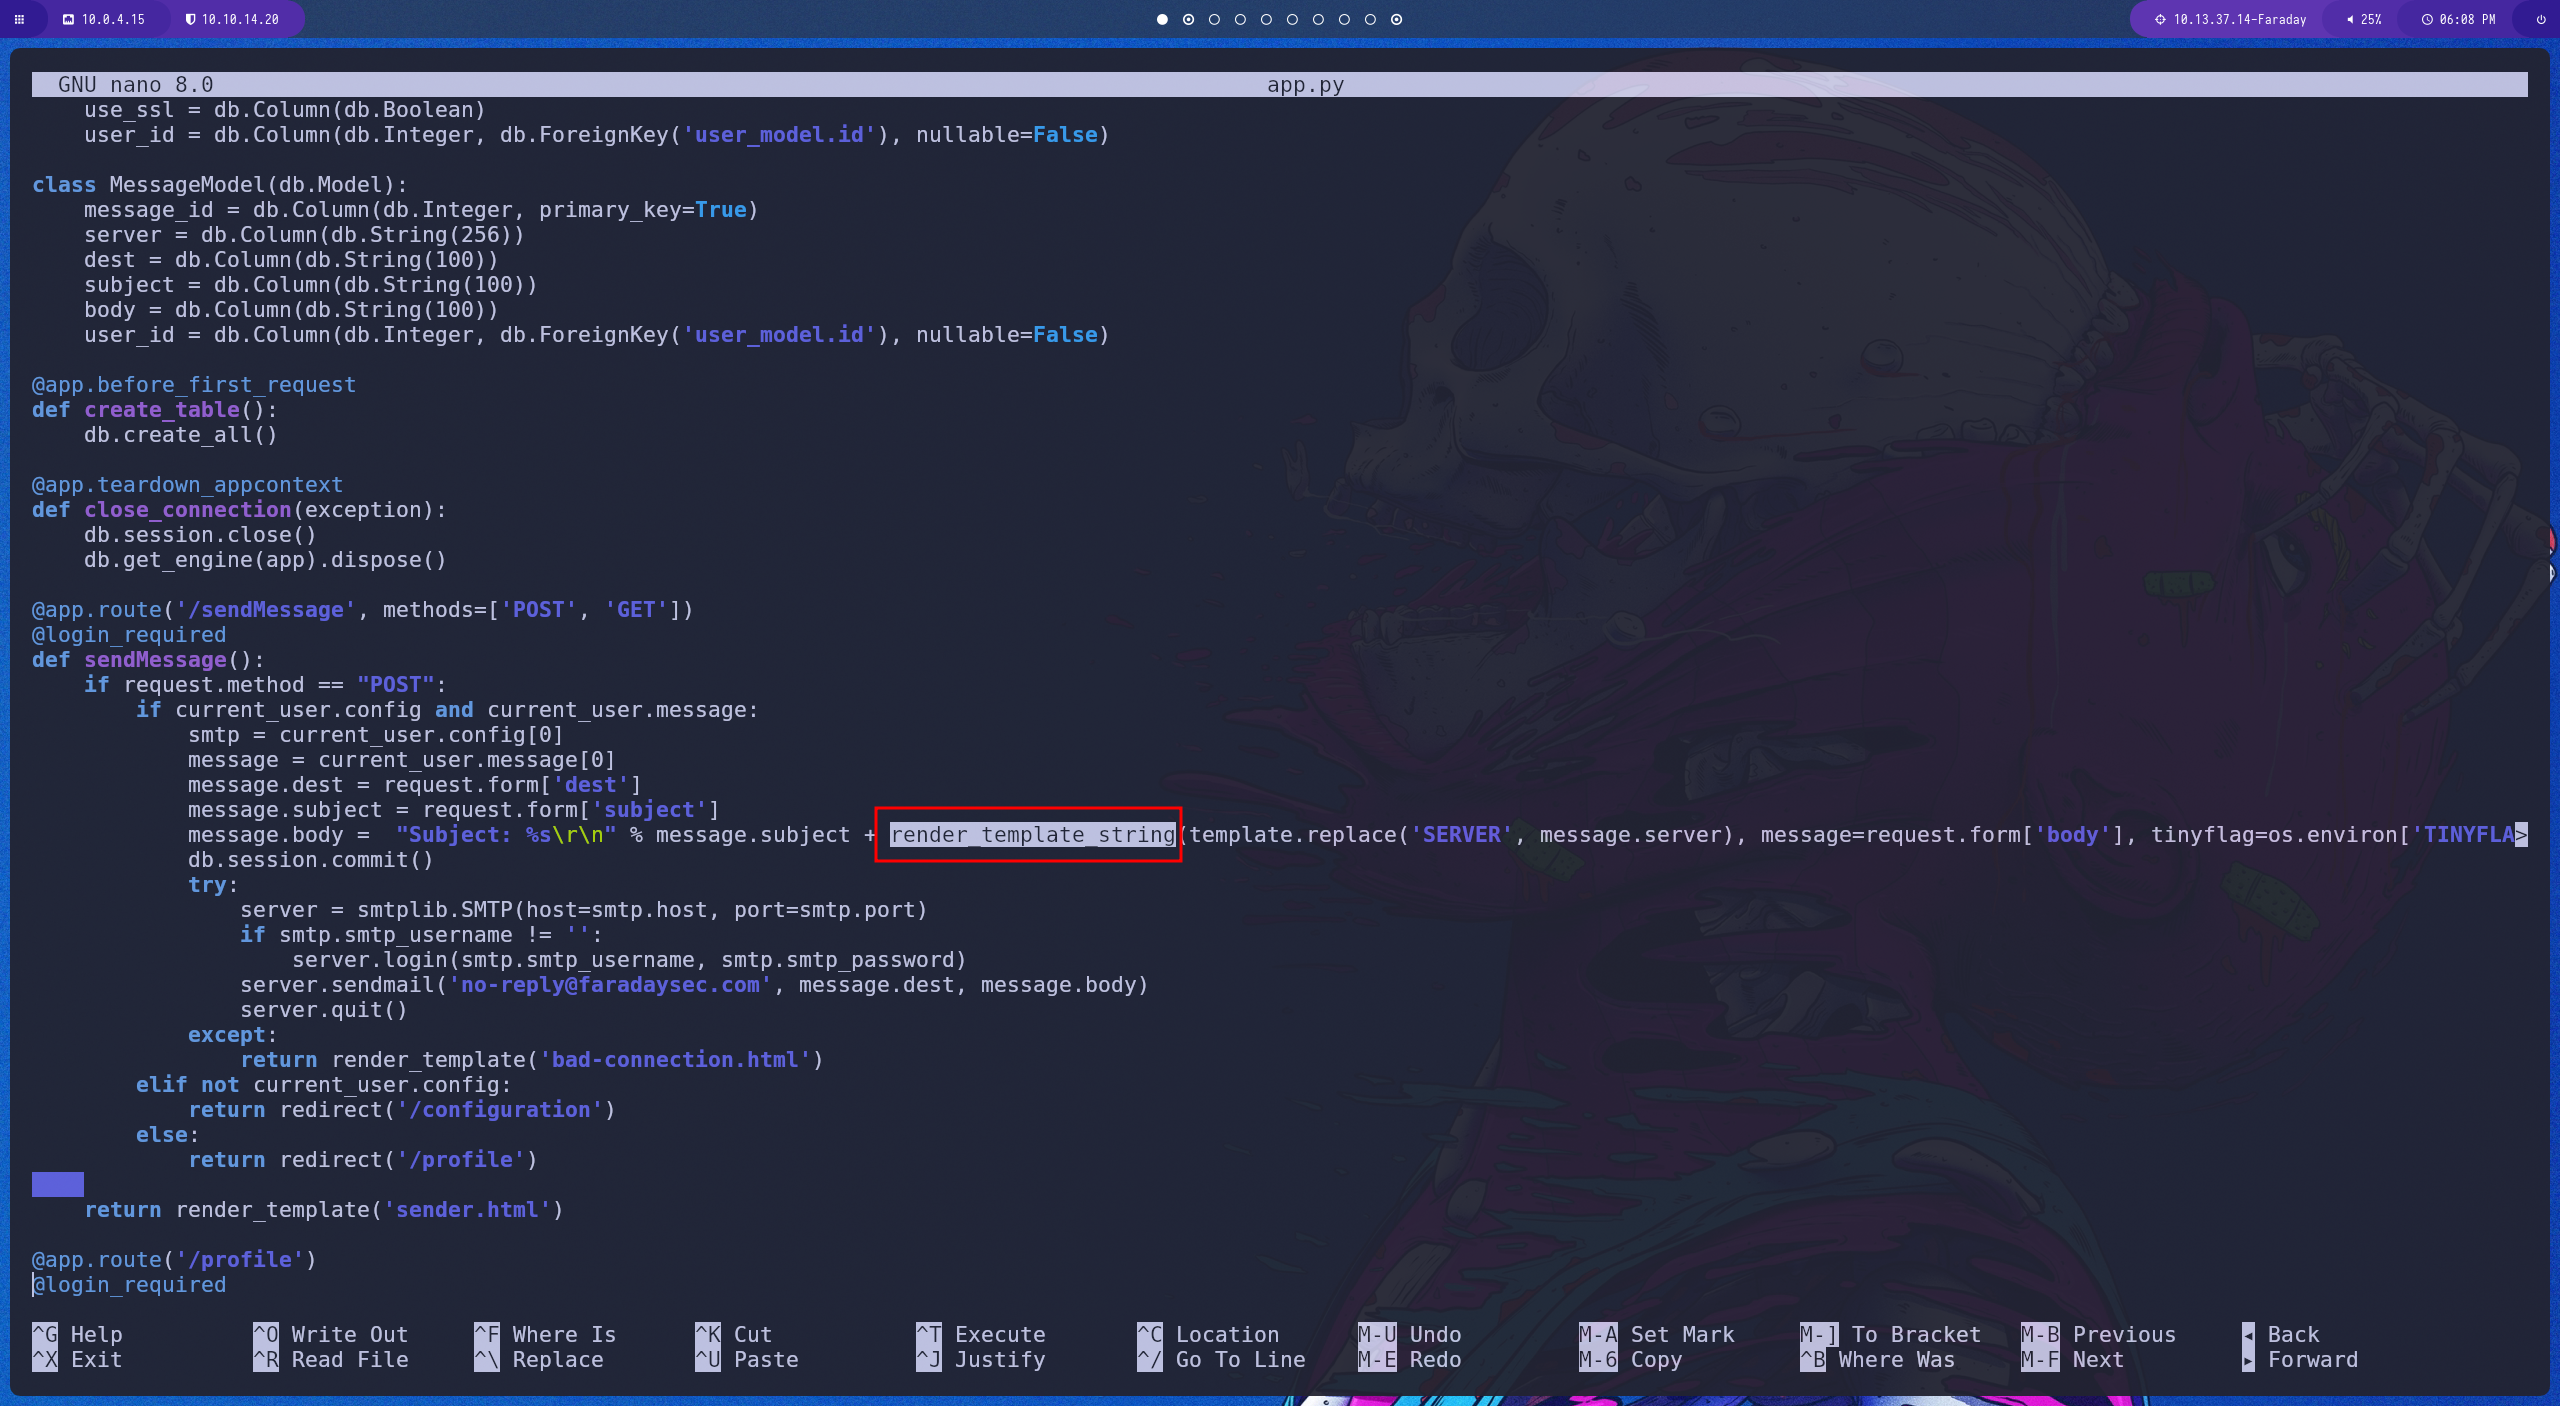 10.0.4.15 10.10.14.20 10.13.37.14-Faraday 25% 06:08 PM
GNU nano 8.0 app.py
    use_ssl = db.Column(db.Boolean)
    user_id = db.Column(db.Integer, db.ForeignKey('user_model.id'), nullable=False)
class MessageModel(db.Model):
    message_id = db.Column(db.Integer, primary_key=True)
    server = db.Column(db.String(256))
    dest = db.Column(db.String(100))
    subject = db.Column(db.String(100))
    body = db.Column(db.String(100))
    user_id = db.Column(db.Integer, db.ForeignKey('user_model.id'), nullable=False)
@app.before_first_request
def create_table():
    db.create_all()
@app.teardown_appcontext
def close_connection(exception):
    db.session.close()
    db.get_engine(app).dispose()
@app.route('/sendMessage', methods=['POST', 'GET'])
@login_required
def sendMessage():
    if request.method == "POST":
        if current_user.config and current_user.message:
            smtp = current_user.config[0]
            message = current_user.message[0]
            message.dest = request.form['dest']
            message.subject = request.form['subject']
            message.body =  "Subject: %s\r\n" % message.subject + render_template_string(template.replace('SERVER', message.server), message=request.form['body'], tinyflag=os.environ['TINYFLA>
            db.session.commit()
            try:
                server = smtplib.SMTP(host=smtp.host, port=smtp.port)
                if smtp.smtp_username != '':
                    server.login(smtp.smtp_username, smtp.smtp_password)
                server.sendmail('no-reply@faradaysec.com', message.dest, message.body)
                server.quit()
            except:
                return render_template('bad-connection.html')
        elif not current_user.config:
            return redirect('/configuration')
        else:
            return redirect('/profile')
    return render_template('sender.html')
@app.route('/profile')
@login_required
^G Help ^O Write Out ^F Where Is ^K Cut ^T Execute ^C Location M-U Undo M-A Set Mark M-] To Bracket M-B Previous ◂ Back
^X Exit ^R Read File ^\ Replace ^U Paste ^J Justify ^/ Go To Line M-E Redo M-6 Copy ^B Where Was M-F Next ▸ Forward